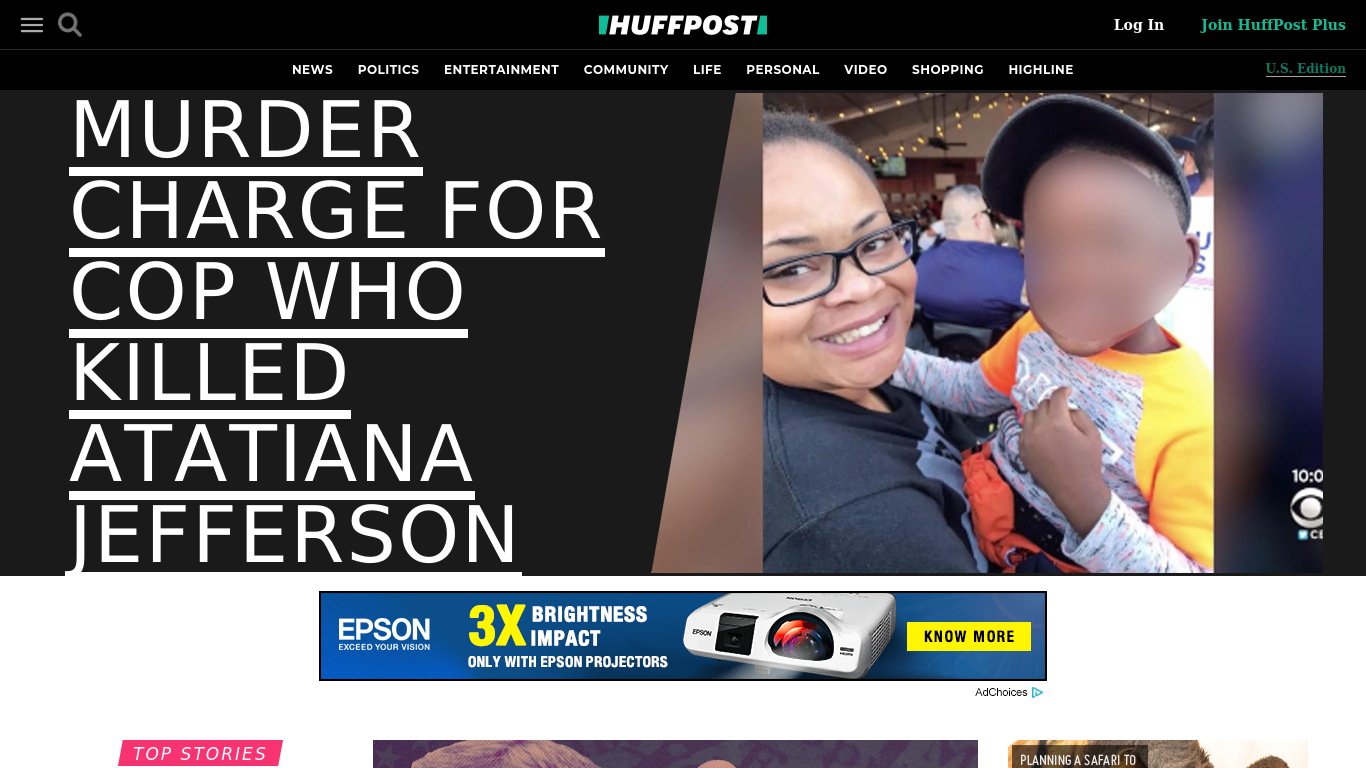 HUFFPOST
Log In
Join HuffPost Plus
NEWS POLITICS ENTERTAINMENT COMMUNITY LIFE PERSONAL VIDEO SHOPPING HIGHLINE
U.S. Edition
MURDER
CHARGE FOR
COP WHO
KILLED
ATATIANA
JEFFERSON
10:0
EPSON
EXCEED YOUR VISION
3X BRIGHTNESS
IMPACT
ONLY WITH EPSON PROJECTORS
EPSON
KNOW MORE
AdChoices
TOP STORIES
PLANNING A SAFARI TO